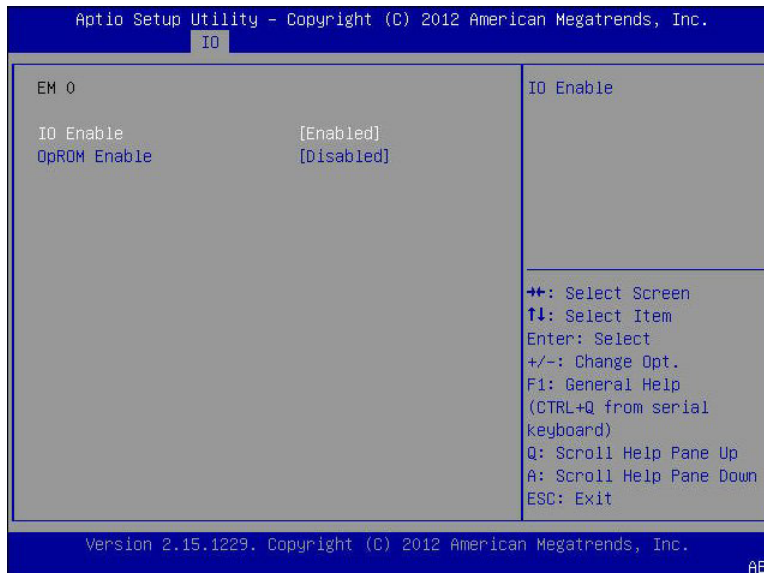 Aptio Setup Utility – Copyright (C) 2012 American Megatrends, Inc.
IO
EM 0
IO Enable [Enabled]
OpROM Enable [Disabled]
IO Enable
→←: Select Screen
↑↓: Select Item
Enter: Select
+/-: Change Opt.
F1: General Help
(CTRL+Q from serial
keyboard)
Q: Scroll Help Pane Up
A: Scroll Help Pane Down
ESC: Exit
Version 2.15.1229. Copyright (C) 2012 American Megatrends, Inc.